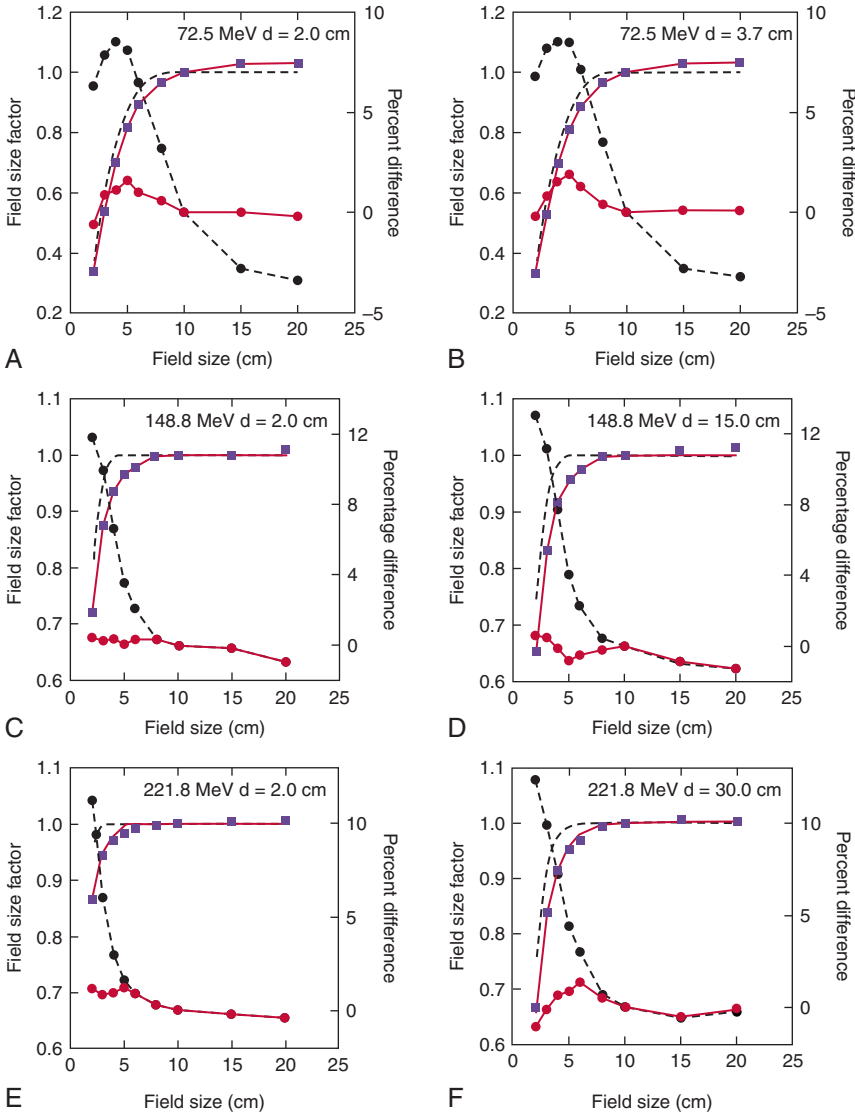 72.5 MeV d = 2.0 cm
1.2
1.0
0.8
0.6
0.4
0.2
Field size factor
10
5
0
–5
Percent difference
0 5 10 15 20 25
Field size (cm)
A
72.5 MeV d = 3.7 cm
1.2
1.0
0.8
0.6
0.4
0.2
Field size factor
10
5
0
–5
Percent difference
0 5 10 15 20 25
Field size (cm)
B
148.8 MeV d = 2.0 cm
1.1
1.0
0.9
0.8
0.7
0.6
Field size factor
12
8
4
0
Percentage difference
0 5 10 15 20 25
Field size (cm)
C
148.8 MeV d = 15.0 cm
1.1
1.0
0.9
0.8
0.7
0.6
Field size factor
12
8
4
0
Percentage difference
0 5 10 15 20 25
Field size (cm)
D
221.8 MeV d = 2.0 cm
1.1
1.0
0.9
0.8
0.7
0.6
Field size factor
10
5
0
Percent difference
0 5 10 15 20 25
Field size (cm)
E
221.8 MeV d = 30.0 cm
1.1
1.0
0.9
0.8
0.7
0.6
Field size factor
10
5
0
Percent difference
0 5 10 15 20 25
Field size (cm)
F